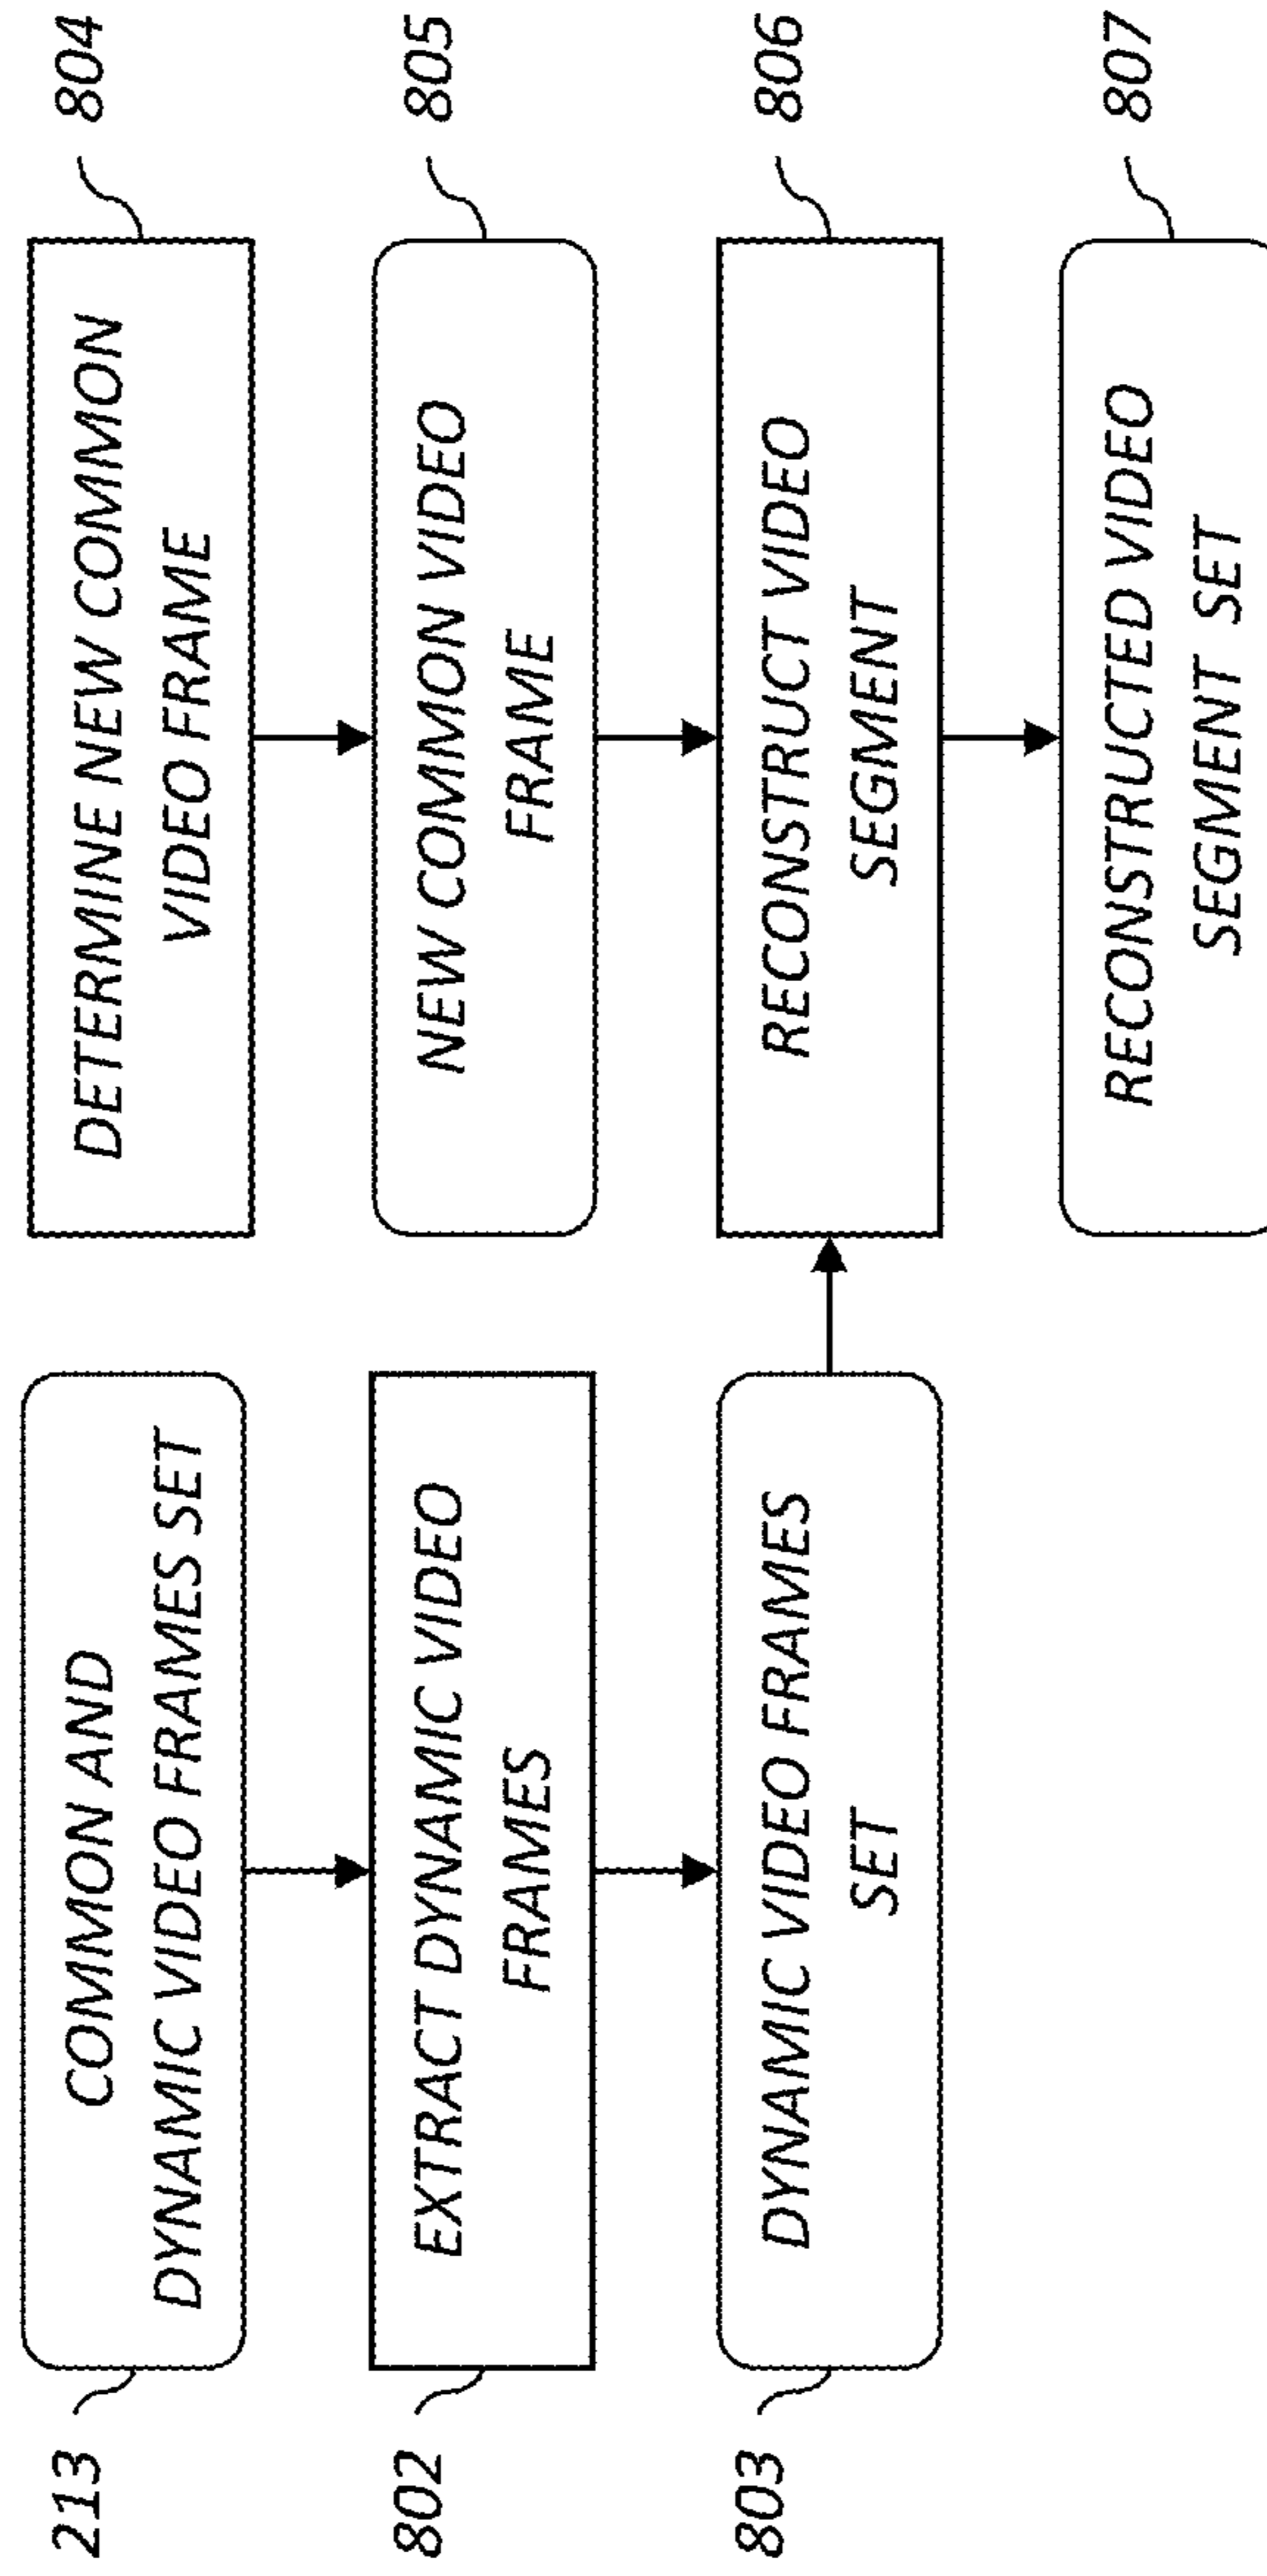 213
COMMON AND
DYNAMIC VIDEO FRAMES SET
802
EXTRACT DYNAMIC VIDEO
FRAMES
803
DYNAMIC VIDEO FRAMES
SET
DETERMINE NEW COMMON
VIDEO FRAME
804
NEW COMMON VIDEO
FRAME
805
RECONSTRUCT VIDEO
SEGMENT
806
RECONSTRUCTED VIDEO
SEGMENT SET
807